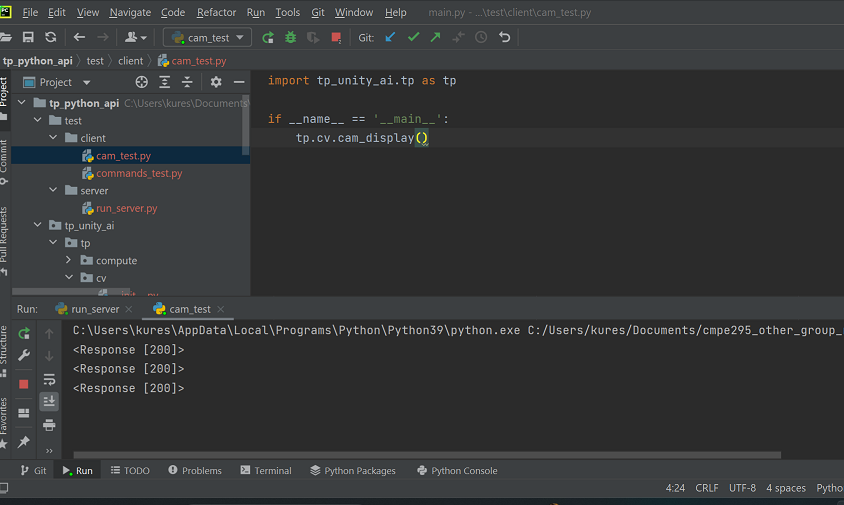 PC File Edit View Navigate Code Refactor Run Tools Git Window Help main.py - ...\test\client\cam_test.py
cam_test Git:
tp_python_api test client cam_test.py
Project
Project
Commit
Pull Requests
tp_python_api C:\Users\kures\Documents\
test
client
cam_test.py
commands_test.py
server
run_server.py
tp_unity_ai
tp
compute
cv
import tp_unity_ai.tp as tp
if __name__ == '__main__':
tp.cv.cam_display()
Run: run_server cam_test
Structure
Favorites
C:\Users\kures\AppData\Local\Programs\Python\Python39\python.exe C:/Users/kures/Documents/cmpe295_other_group_
<Response [200]>
<Response [200]>
<Response [200]>
Git Run TODO Problems Terminal Python Packages Python Console
4:24 CRLF UTF-8 4 spaces Pytho